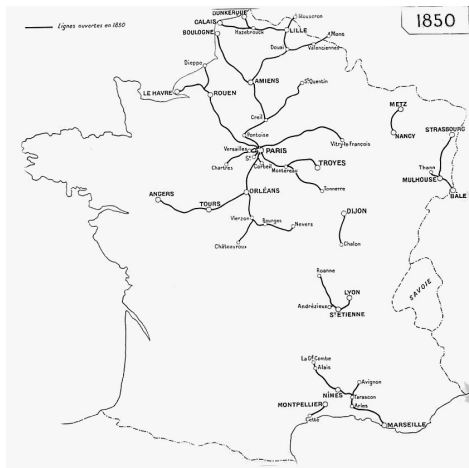 Lignes ouvertes en 1850
1850
DUNKERQUE
Mouscron
CALAIS
Hazebrouck
LILLE
BOULOGNE
Mons
Douai
Valenciennes
Dieppe
AMIENS
St Quentin
LE HAVRE
ROUEN
Creil
METZ
Pontoise
STRASBOURG
NANCY
Versailles
PARIS
Vitry-le-François
St
Corbeil
TROYES
Thann
Chartres
Montereau
MULHOUSE
BALE
ANGERS
ORLÉANS
Tonnerre
TOURS
Vierzon
Bourges
Nevers
DIJON
Châteauroux
Chalon
Roanne
SAVOIE
LYON
Andrézieux
ST ETIENNE
La Gd Combe
Alais
Avignon
NÎMES
Tarascon
MONTPELLIER
Arles
Cette
MARSEILLE